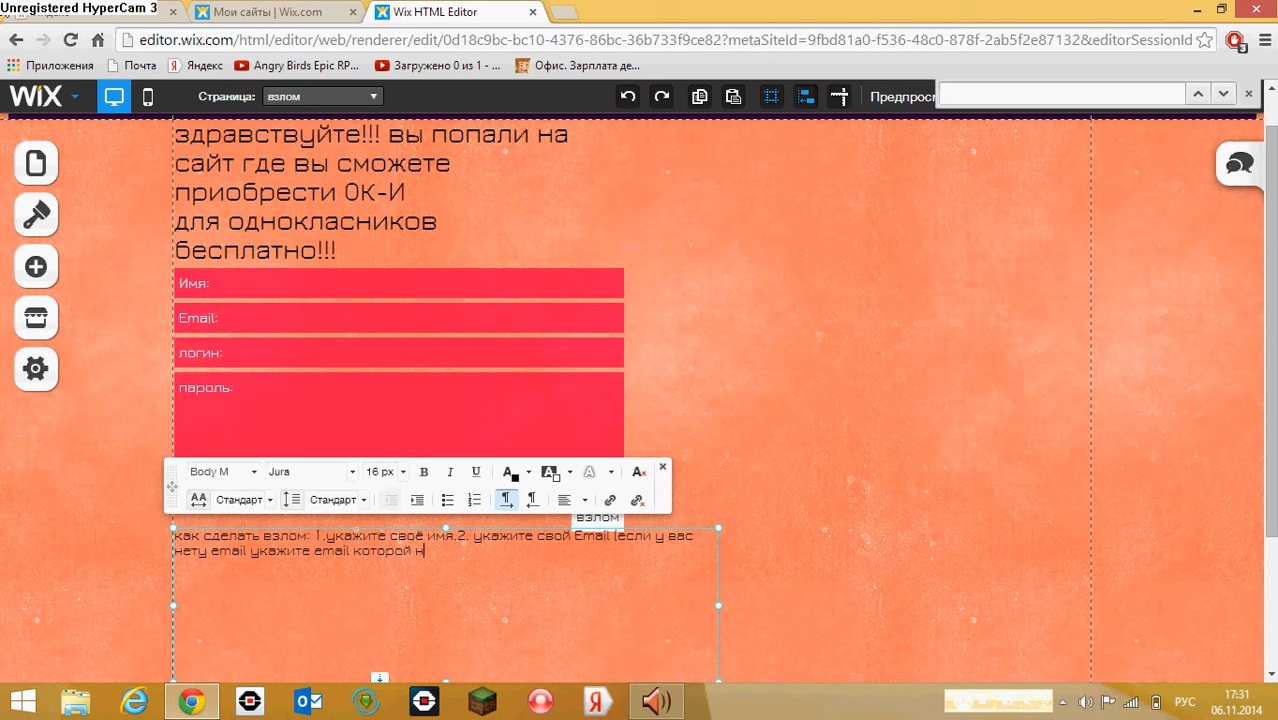 Unregistered HyperCam 3
Мои сайты | Wix.com
Wix HTML Editor
editor.wix.com/html/editor/web/renderer/edit/0d18c9bc-bc10-4376-86bc-36b733f9ce82?metaSiteId=9fbd81a0-f536-48c0-878f-2ab5f2e87132&editorSessionId
3
Приложения
Почта
Яндекс
Angry Birds Epic RP...
Загружено 0 из 1 - ...
Офис. Зарплата де...
WiX
Страница:
взлом
Предпрос
здравствуйте!!! вы попали на
сайт где вы сможете
приобрести ОК-И
для однокласников
бесплатно!!!
Имя:
Email:
логин:
пароль:
Body M
Jura
16 px
B
I
U
A
A
A
A
AA
Стандарт
Стандарт
взлом
как сделать взлом: 1.укажите своё имя.2. укажите свой Email (если у вас
нету email укажите email которой н
РУС
17:31
06.11.2014